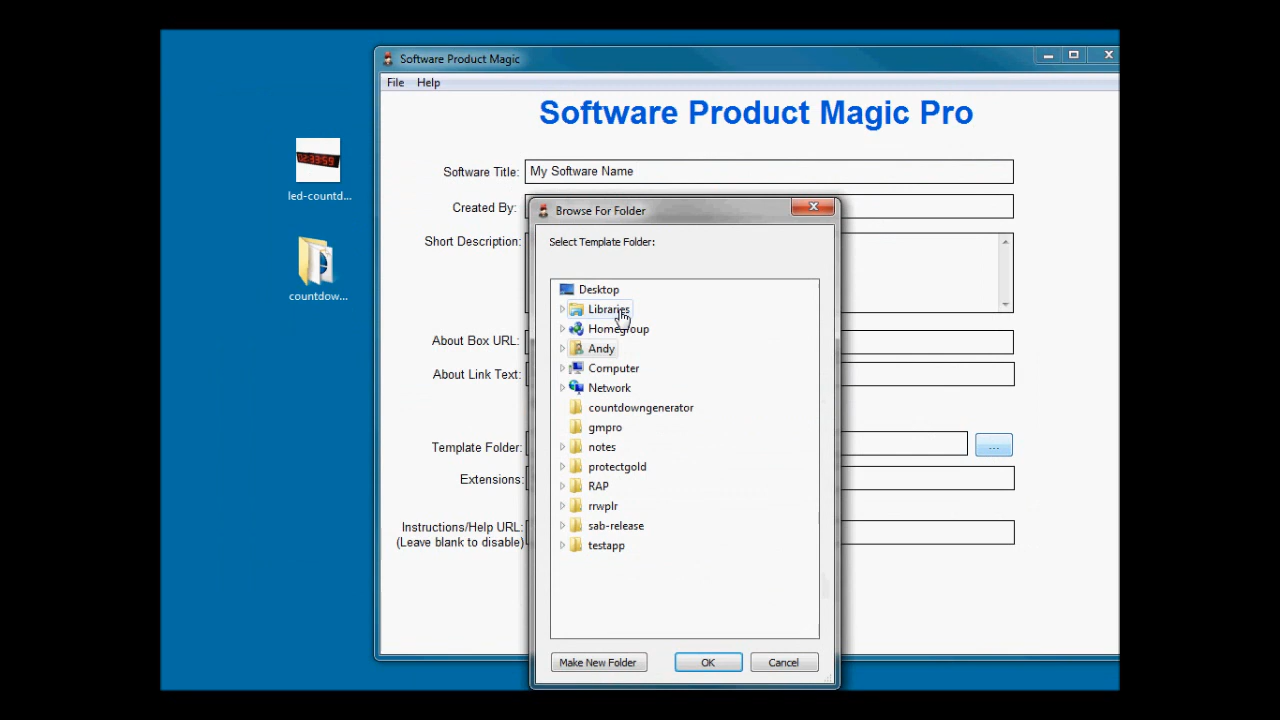 Software Product Magic
File Help
Software Product Magic Pro
Software Title: My Software Name
Created By:
Short Description:
About Box URL:
About Link Text:
Template Folder:
...
Extensions:
Instructions/Help URL:
(Leave blank to disable)
led-countd...
countdow...
Browse For Folder
Select Template Folder:
Desktop
Libraries
Homegroup
Andy
Computer
Network
countdowngenerator
gmpro
notes
protectgold
RAP
rrwplr
sab-release
testapp
Make New Folder OK Cancel